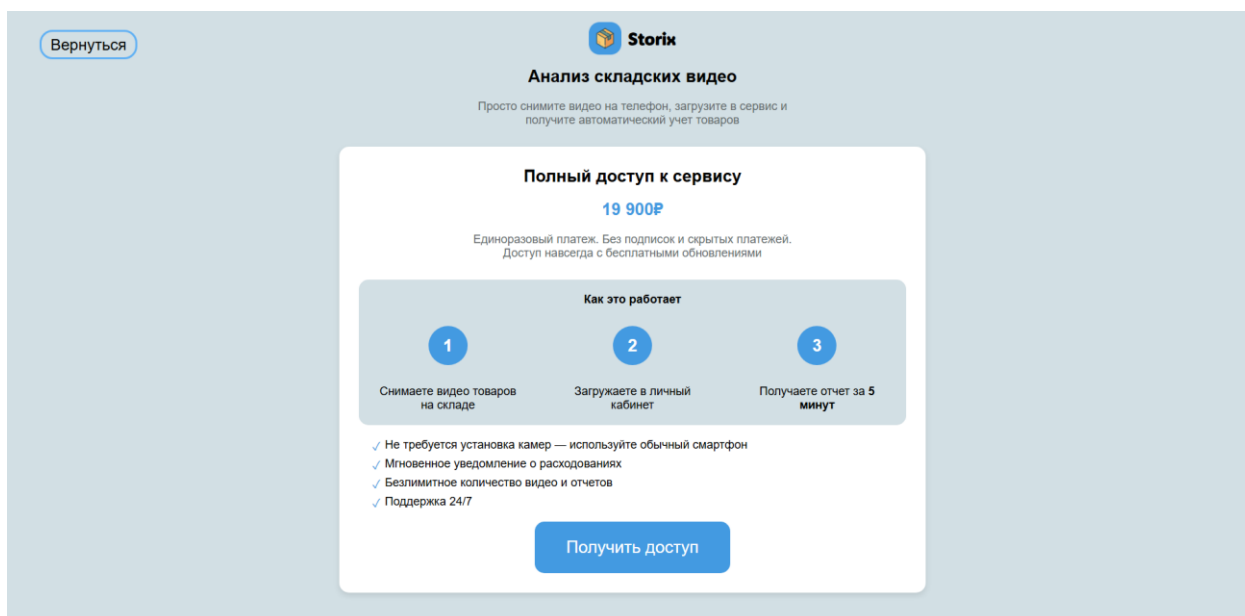 Вернуться
Storix
Анализ складских видео
Просто снимите видео на телефон, загрузите в сервис и
получите автоматический учет товаров
Полный доступ к сервису
19 900₽
Единоразовый платеж. Без подписок и скрытых платежей.
Доступ навсегда с бесплатными обновлениями
Как это работает
1
2
3
Снимаете видео товаров
на складе
Загружаете в личный
кабинет
Получаете отчет за 5
минут
✓ Не требуется установка камер — используйте обычный смартфон
✓ Мгновенное уведомление о расходованиях
✓ Безлимитное количество видео и отчетов
✓ Поддержка 24/7
Получить доступ